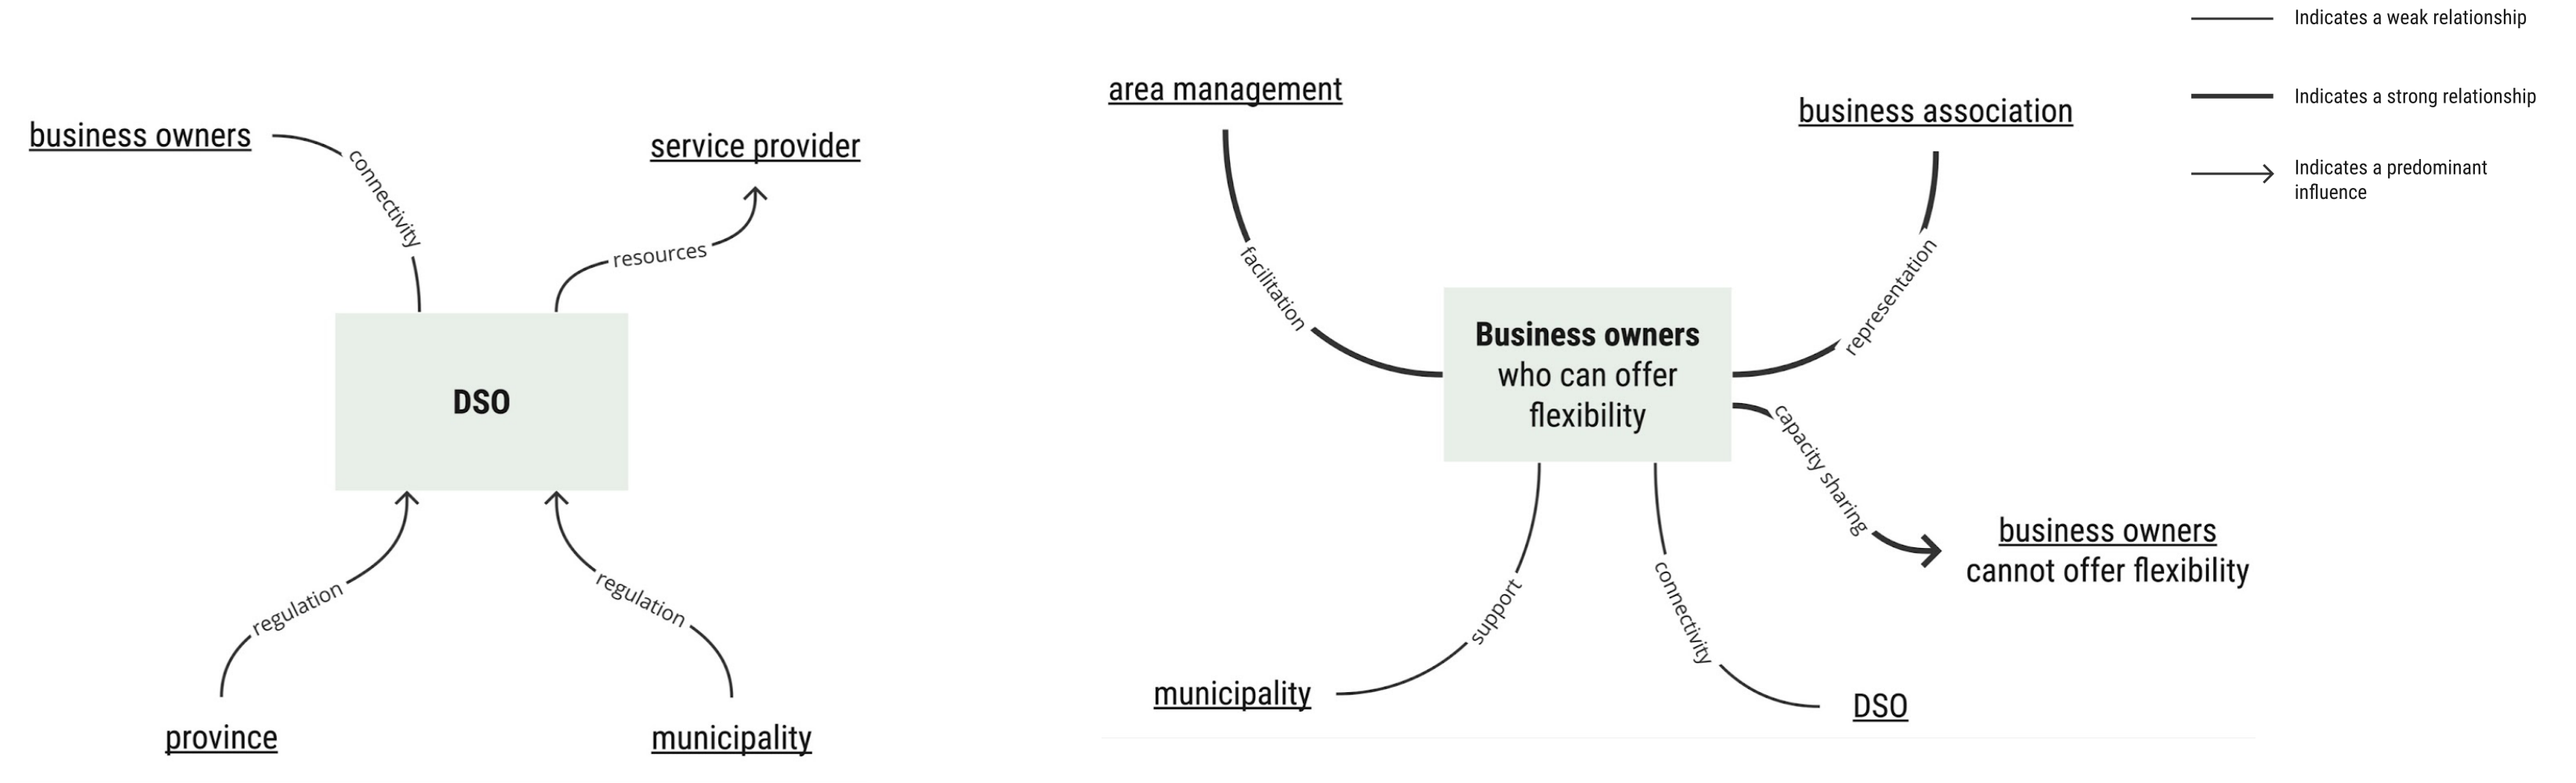 business owners
connectivity
service provider
resources
DSO
regulation
regulation
province
municipality
area management
facilitation
business association
representation
Business owners
who can offer
flexibility
capacity sharing
business owners
cannot offer flexibility
support
connectivity
municipality
DSO
Indicates a weak relationship
Indicates a strong relationship
Indicates a predominant
influence